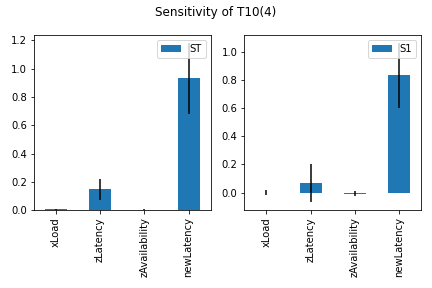 Sensitivity of T10(4)
1.2
1.0
0.8
0.6
0.4
0.2
0.0
ST
xLoad
zLatency
zAvailability
newLatency
1.0
0.8
0.6
0.4
0.2
0.0
S1
xLoad
zLatency
zAvailability
newLatency